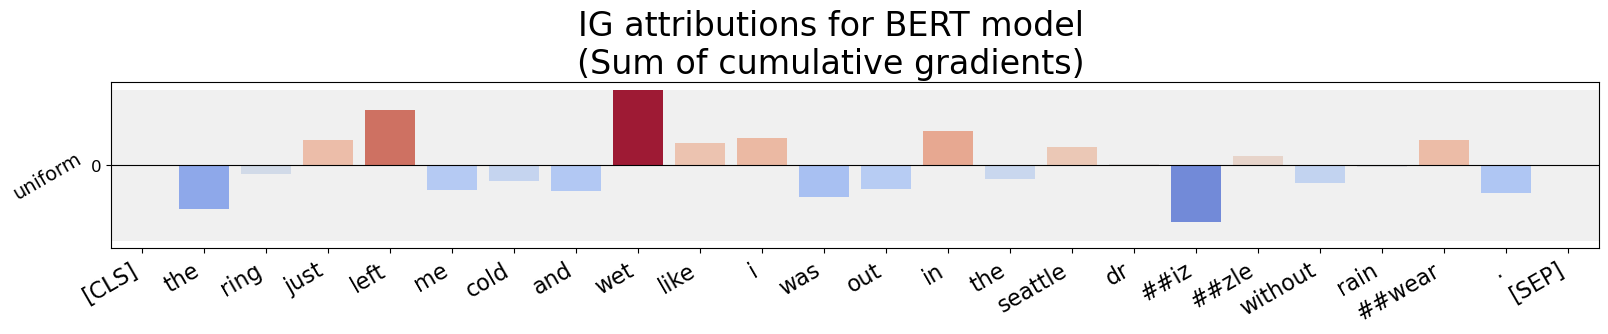 IG attributions for BERT model
(Sum of cumulative gradients)
uniform
0
[CLS] the ring just left me cold and wet like i was out in the seattle dr ##iz ##zle without rain ##wear . [SEP]